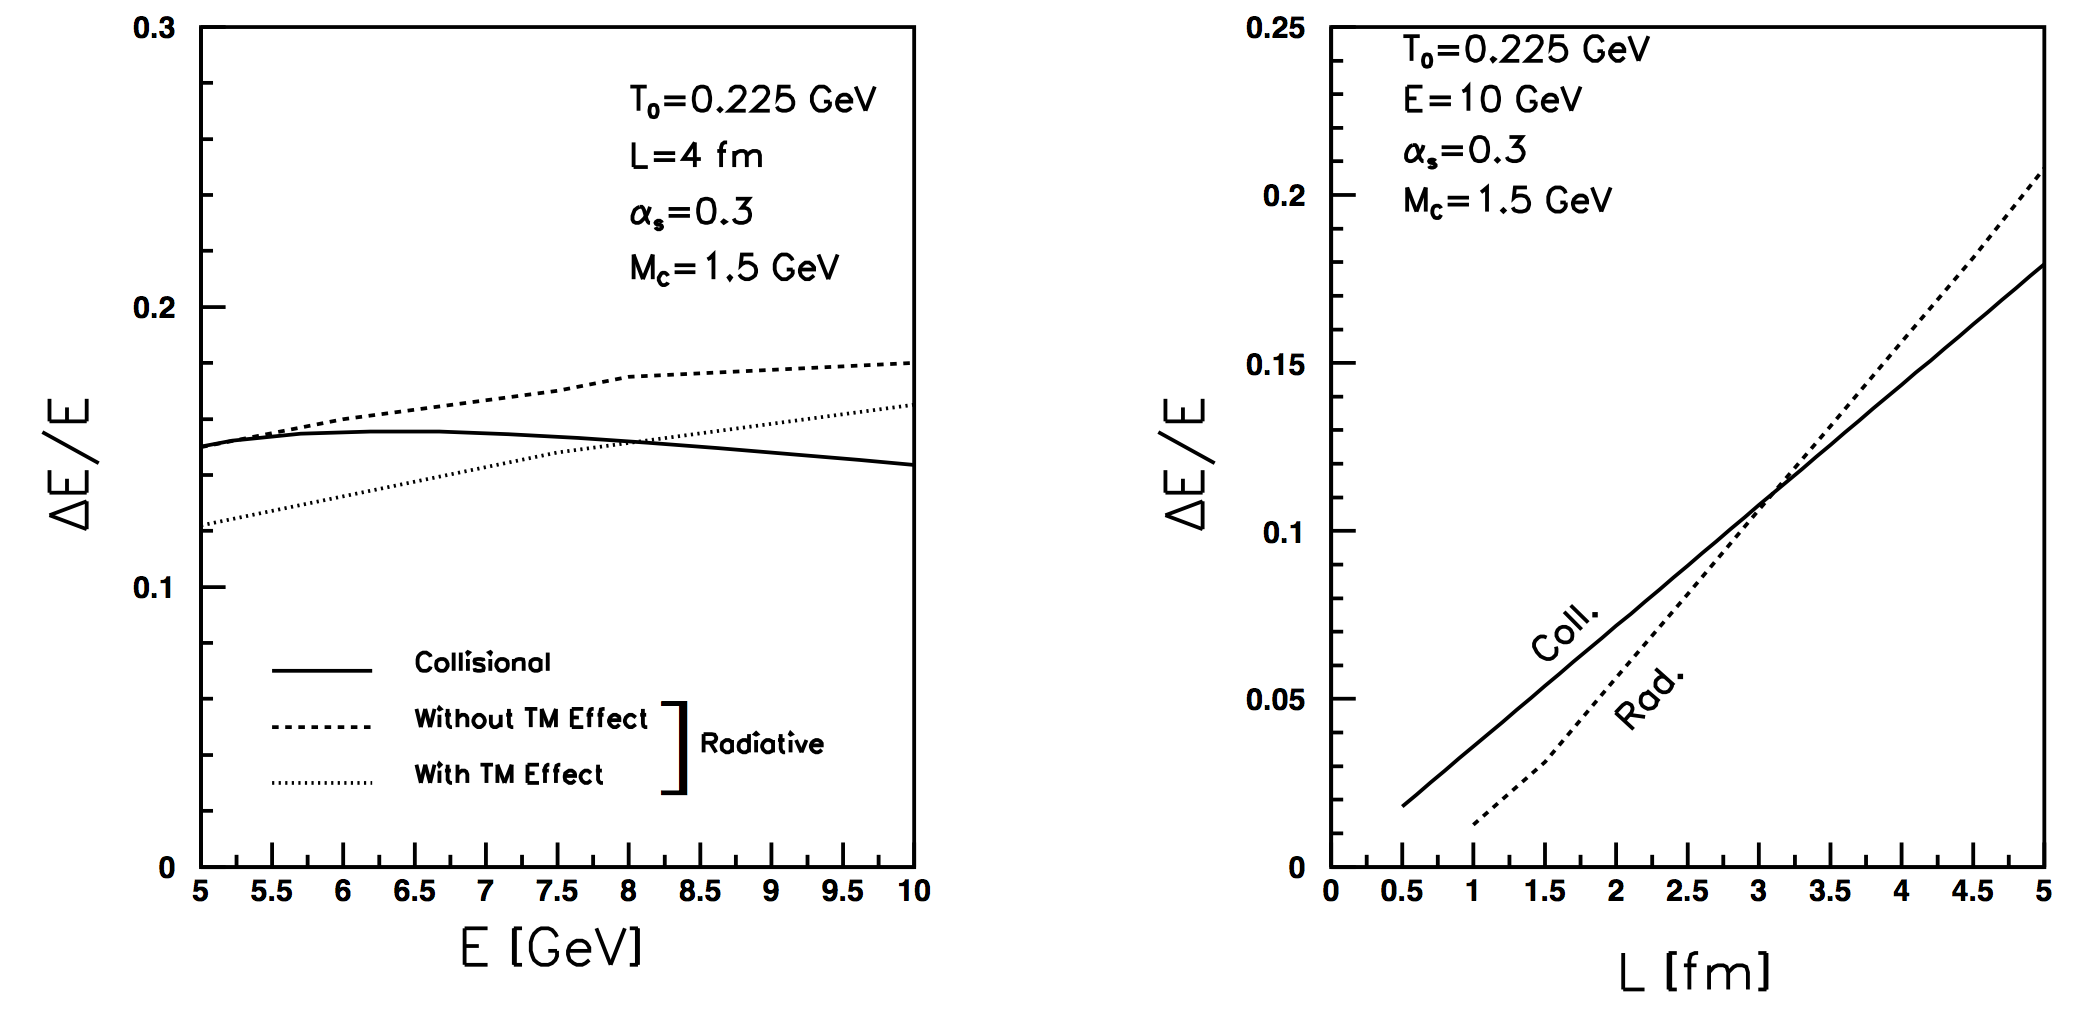 0.3
0.2
0.1
0
ΔE/E
T₀=0.225 GeV
L=4 fm
αₛ=0.3
M_C=1.5 GeV
Collisional
Without TM Effect
With TM Effect
Radiative
5 5.5 6 6.5 7 7.5 8 8.5 9 9.5 10
E [GeV]
0.25
0.2
0.15
0.1
0.05
0
ΔE/E
T₀=0.225 GeV
E=10 GeV
αₛ=0.3
M_C=1.5 GeV
Coll.
Rad.
0 0.5 1 1.5 2 2.5 3 3.5 4 4.5 5
L [fm]